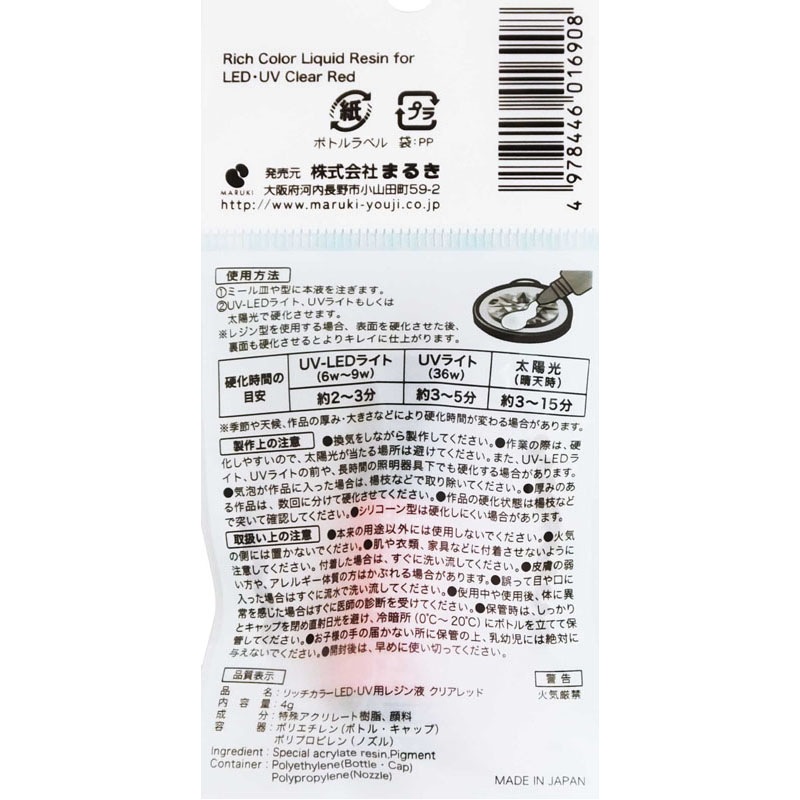 Rich Color Liquid Resin for
LED・UV Clear Red
紙 プラ
ボトルラベル 袋:PP
MARUKI 発売元 株式会社 まるき
大阪府河内長野市小山田町59-2
http://www.maruki-youji.co.jp
4 978446 016908
使用方法
①ミール皿や型に本液を注ぎます。
②UV-LEDライト、UVライトもしくは
太陽光で硬化させます。
※レジン型を使用する場合、表面を硬化させた後、
裏面も硬化させるとよりキレイに仕上がります。
硬化時間の目安 UV-LEDライト(6w〜9w) UVライト(36w) 太陽光(晴天時)
約2〜3分 約3〜5分 約3〜15分
※季節や天候、作品の厚み・大きさなどにより硬化時間が変わる場合があります。
製作上の注意 ●換気をしながら製作してください。●作業の際は、硬
化しやすいので、太陽光が当たる場所は避けてください。また、UV-LEDラ
イト、UVライトの前や、長時間の照明器具下でも硬化する場合があります。
●気泡が作品に入った場合は、楊枝などで取り除いてください。●厚みのあ
る作品は、数回に分けて硬化させてください。●作品の硬化状態は楊枝など
で突いて確認してください。●シリコーン型は硬化しにくい場合があります。
取扱い上の注意 ●本来の用途以外には使用しないでください。●火気
の側には置かないでください。●肌や衣類、家具などに付着させないように
注意してください。付着した場合は、すぐに洗い流してください。●皮膚の弱
い方や、アレルギー体質の方はかぶれる場合があります。●誤って目や口に
入った場合はすぐに流水で洗い流してください。●使用中や使用後、体に異
常を感じた場合はすぐに医師の診断を受けてください。●保管時は、しっかり
とキャップを閉め直射日光を避け、冷暗所(0℃〜20℃)にボトルを立てて保
管してください。●お子様の手の届かない所に保管の上、乳幼児には絶対に
与えないでください。●開封後は、早めに使い切ってください。
品質表示
警告
火気厳禁
品名:リッチカラーLED・UV用レジン液 クリアレッド
内容量:4g
成分:特殊アクリレート樹脂、顔料
容器:ポリエチレン(ボトル・キャップ)
ポリプロピレン(ノズル)
Ingredient : Special acrylate resin,Pigment
Container : Polyethylene(Bottle・Cap)
Polypropylene(Nozzle)
MADE IN JAPAN